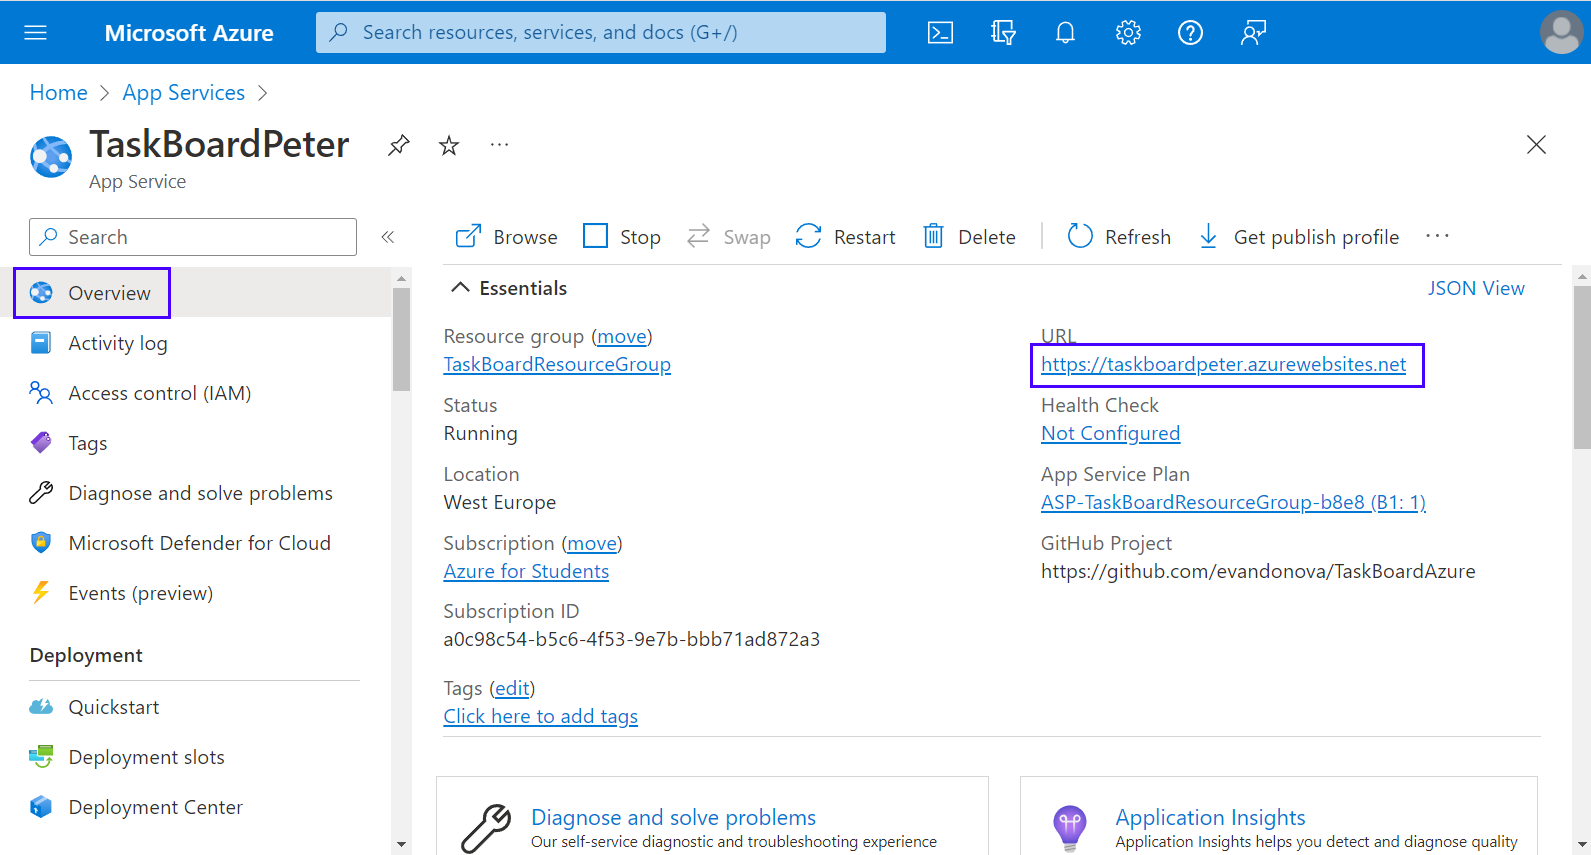 Microsoft Azure
Search resources, services, and docs (G+/)
Home > App Services >
TaskBoardPeter
App Service
Search
Overview
Activity log
Access control (IAM)
Tags
Diagnose and solve problems
Microsoft Defender for Cloud
Events (preview)
Deployment
Quickstart
Deployment slots
Deployment Center
Browse Stop Swap Restart Delete Refresh Get publish profile
Essentials
JSON View
Resource group (move)
TaskBoardResourceGroup
Status
Running
Location
West Europe
Subscription (move)
Azure for Students
Subscription ID
a0c98c54-b5c6-4f53-9e7b-bbb71ad872a3
Tags (edit)
Click here to add tags
URL
https://taskboardpeter.azurewebsites.net
Health Check
Not Configured
App Service Plan
ASP-TaskBoardResourceGroup-b8e8 (B1: 1)
GitHub Project
https://github.com/evandonova/TaskBoardAzure
Diagnose and solve problems
Our self-service diagnostic and troubleshooting experience
Application Insights
Application Insights helps you detect and diagnose quality